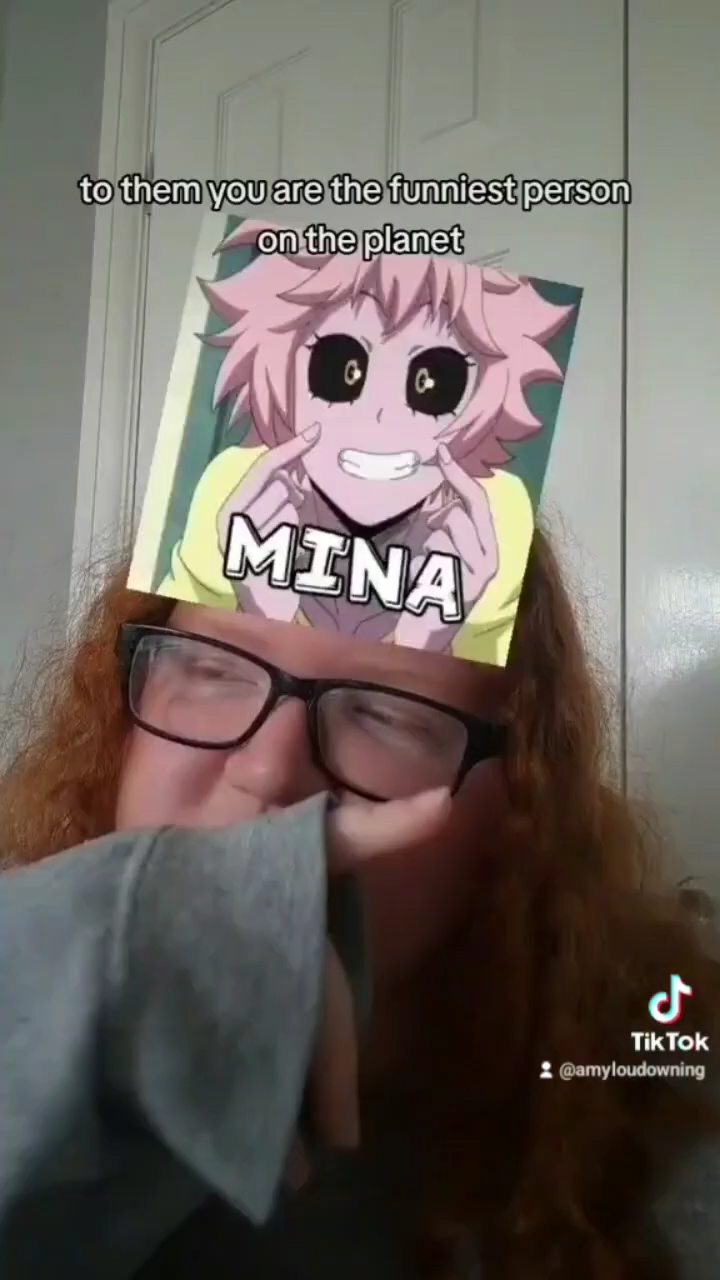 to them you are the funniest person
on the planet
MINA
TikTok
@amyloudowning